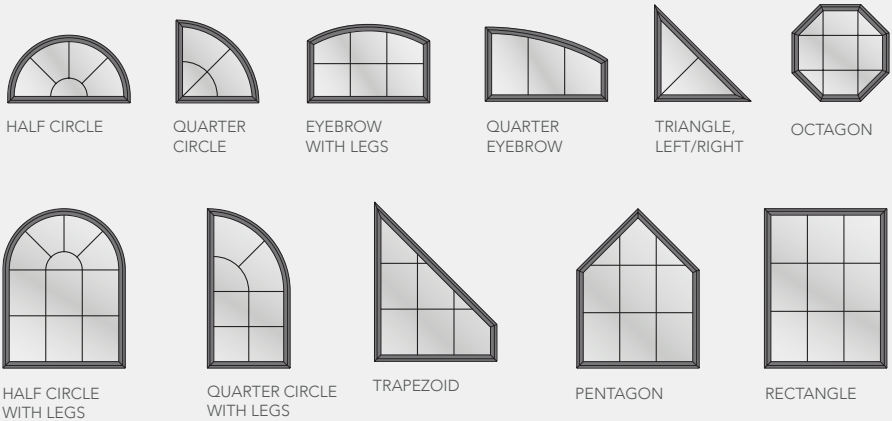 HALF CIRCLE
QUARTER
CIRCLE
EYEBROW
WITH LEGS
QUARTER
EYEBROW
TRIANGLE,
LEFT/RIGHT
OCTAGON
HALF CIRCLE
WITH LEGS
QUARTER CIRCLE
WITH LEGS
TRAPEZOID
PENTAGON
RECTANGLE